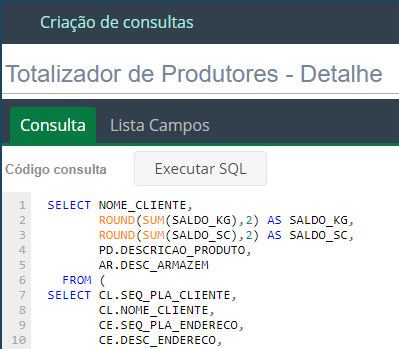 Criação de consultas
Totalizador de Produtores - Detalhe
Consulta Lista Campos
Código consulta Executar SQL
1 SELECT NOME_CLIENTE,
2 ROUND(SUM(SALDO_KG),2) AS SALDO_KG,
3 ROUND(SUM(SALDO_SC),2) AS SALDO_SC,
4 PD.DESCRICAO_PRODUTO,
5 AR.DESC_ARMAZEM
6 FROM (
7 SELECT CL.SEQ_PLA_CLIENTE,
8 CL.NOME_CLIENTE,
9 CE.SEQ_PLA_ENDERECO,
10 CE.DESC_ENDERECO,